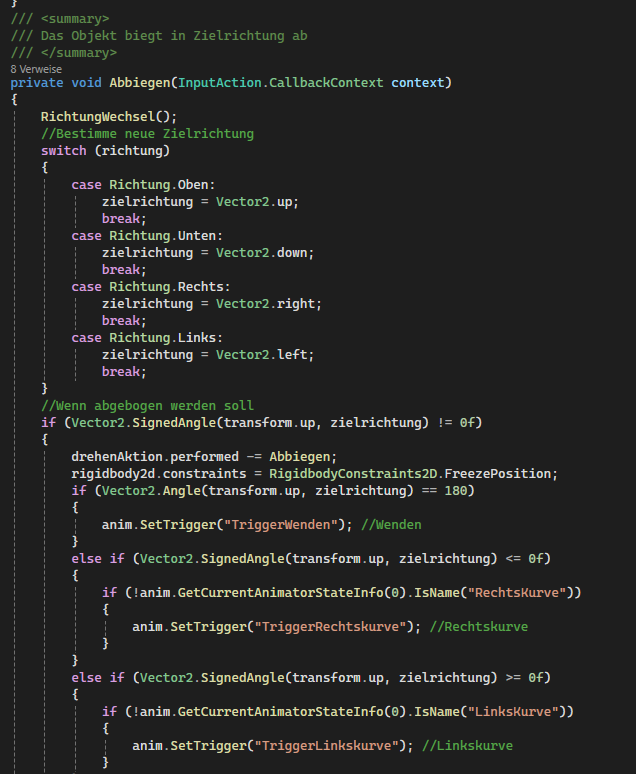 }
/// <summary>
/// Das Objekt biegt in Zielrichtung ab
/// </summary>
8 Verweise
private void Abbiegen(InputAction.CallbackContext context)
{
RichtungWechsel();
//Bestimme neue Zielrichtung
switch (richtung)
{
case Richtung.Oben:
zielrichtung = Vector2.up;
break;
case Richtung.Unten:
zielrichtung = Vector2.down;
break;
case Richtung.Rechts:
zielrichtung = Vector2.right;
break;
case Richtung.Links:
zielrichtung = Vector2.left;
break;
}
//Wenn abgebogen werden soll
if (Vector2.SignedAngle(transform.up, zielrichtung) != 0f)
{
drehenAktion.performed -= Abbiegen;
rigidbody2d.constraints = RigidbodyConstraints2D.FreezePosition;
if (Vector2.Angle(transform.up, zielrichtung) == 180)
{
anim.SetTrigger("TriggerWenden"); //Wenden
}
else if (Vector2.SignedAngle(transform.up, zielrichtung) <= 0f)
{
if (!anim.GetCurrentAnimatorStateInfo(0).IsName("RechtsKurve"))
{
anim.SetTrigger("TriggerRechtskurve"); //Rechtskurve
}
}
else if (Vector2.SignedAngle(transform.up, zielrichtung) >= 0f)
{
if (!anim.GetCurrentAnimatorStateInfo(0).IsName("LinksKurve"))
{
anim.SetTrigger("TriggerLinkskurve"); //Linkskurve
}